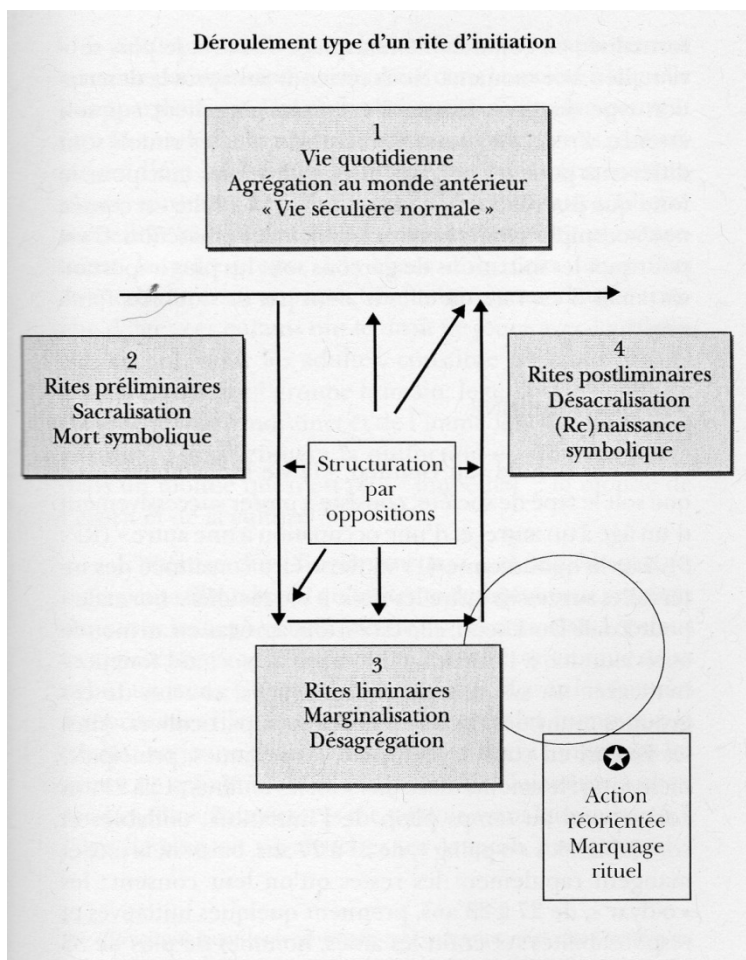 Déroulement type d'un rite d'initiation
1
Vie quotidienne
Agrégation au monde antérieur
« Vie séculière normale »
2
Rites préliminaires
Sacralisation
Mort symbolique
4
Rites postliminaires
Désacralisation
(Re)naissance
symbolique
Structuration
par
oppositions
3
Rites liminaires
Marginalisation
Désagrégation
Action
réorientée
Marquage
rituel